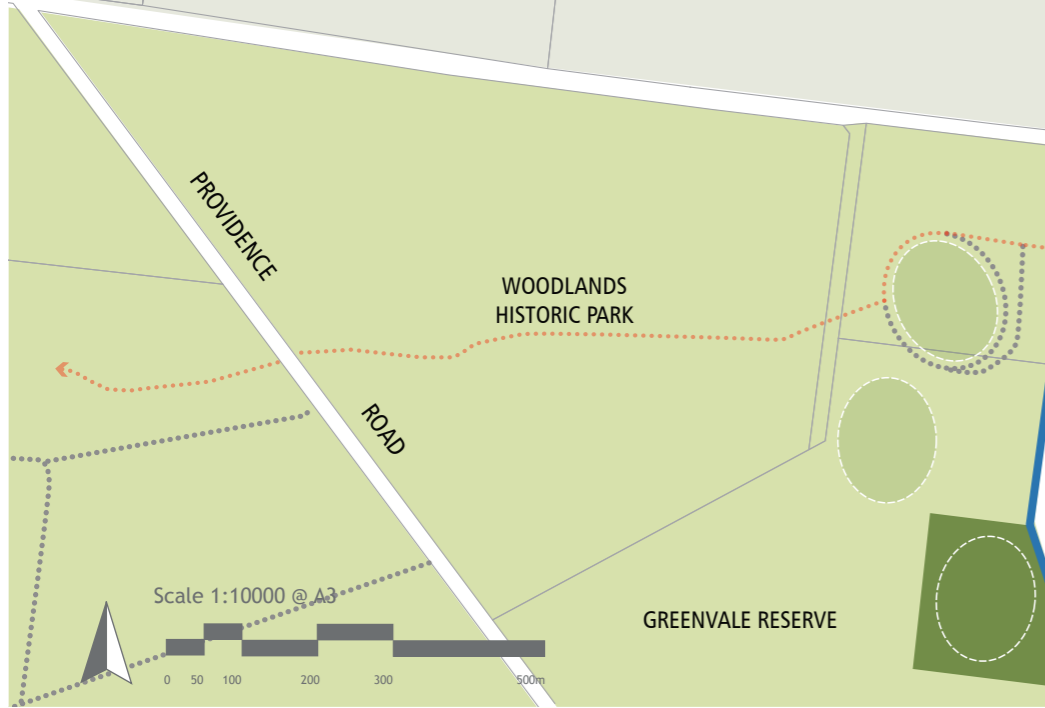 PROVIDENCE
WOODLANDS
HISTORIC PARK
ROAD
Scale 1:10000 @ A3
GREENVALE RESERVE
0 50 100 200 300 500m